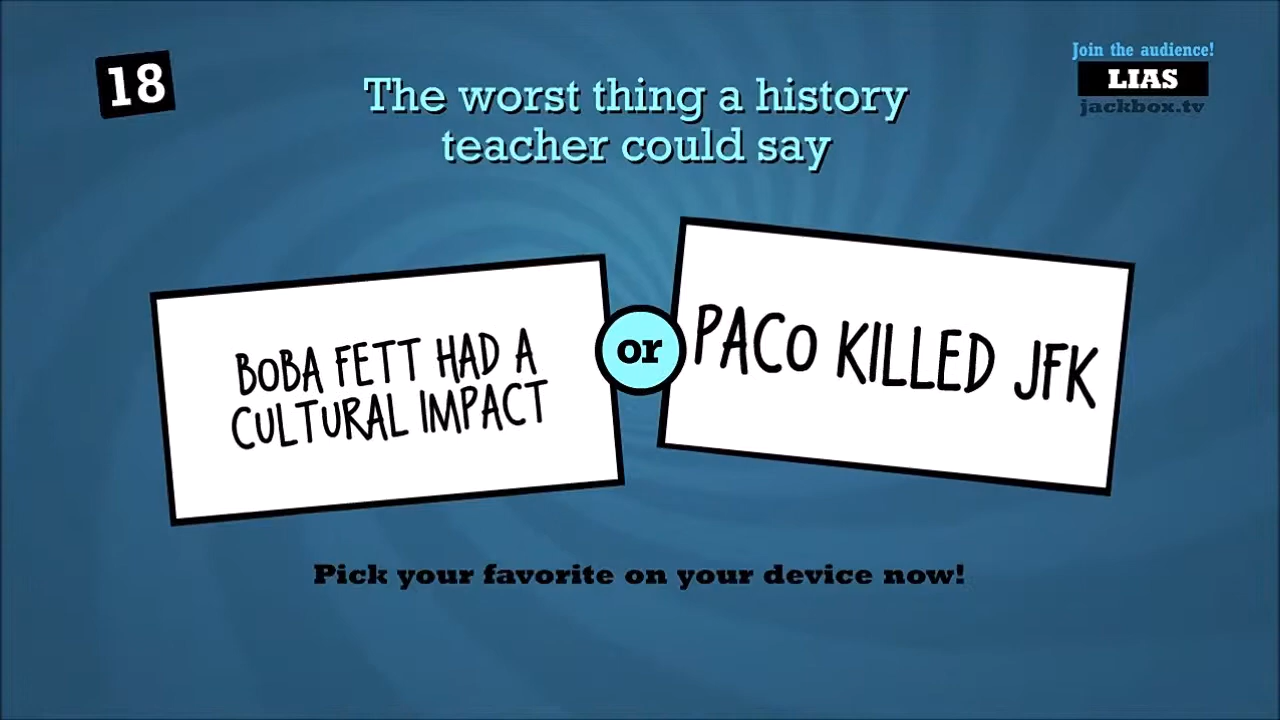 18
Join the audience!
LIAS
jackbox.tv
The worst thing a history
teacher could say
BOBA FETT HAD A
CULTURAL IMPACT
or
PACO KILLED JFK
Pick your favorite on your device now!